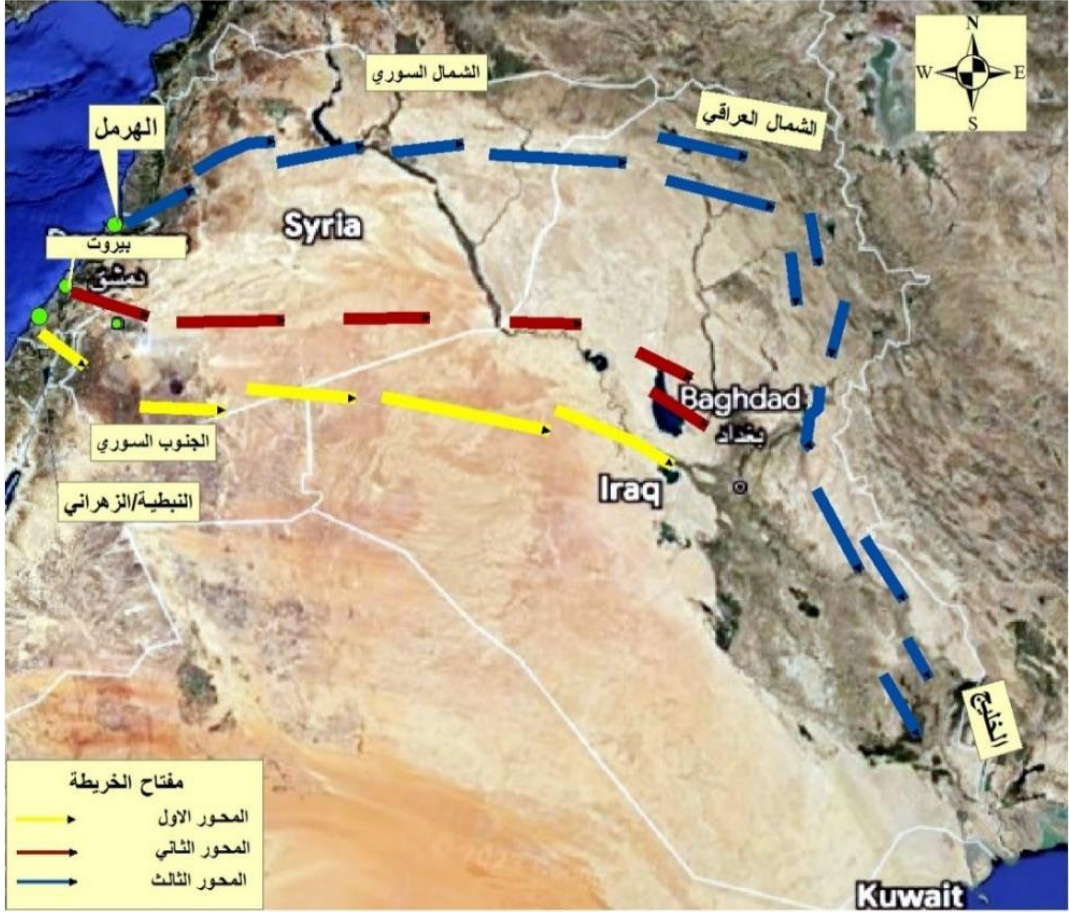 N
W E
S
الشمال السوري
الشمال العراقي
الهرمل
Syria
بيروت
دمشق
Baghdad
بغداد
الجنوب السوري
Iraq
النبطية/الزهراني
الخليج
مفتاح الخريطة
المحور الاول
المحور الثاني
المحور الثالث
Kuwait